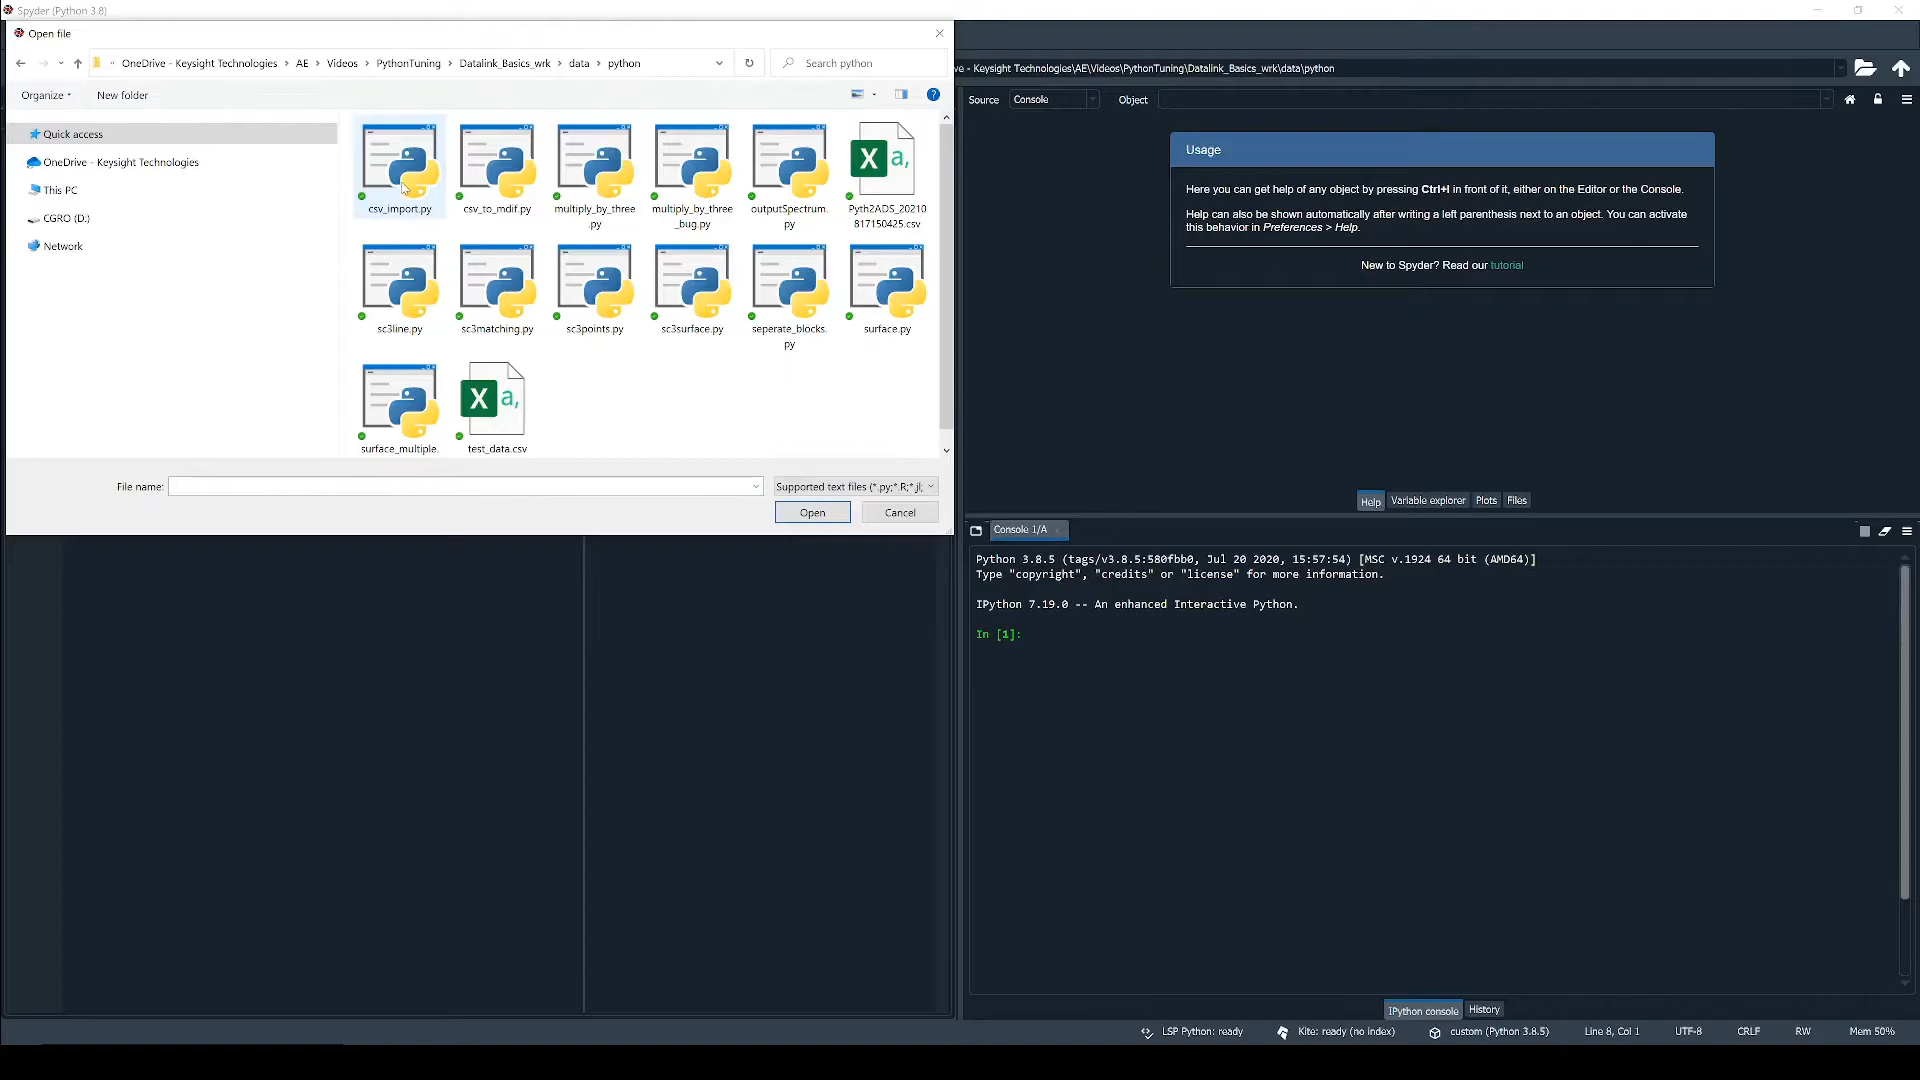 Spyder (Python 3.8)
Open file
OneDrive - Keysight Technologies > AE > Videos > PythonTuning > Datalink_Basics_wrk > data > python
Search python
Organize
New folder
Quick access
OneDrive - Keysight Technologies
This PC
CGRO (D:)
Network
csv_import.py
csv_to_mdif.py
multiply_by_three
.py
multiply_by_three
_bug.py
outputSpectrum.
py
Pyth2ADS_20210
817150425.csv
sc3line.py
sc3matching.py
sc3points.py
sc3surface.py
seperate_blocks.
py
surface.py
surface_multiple.
test_data.csv
File name:
Supported text files (*.py;*.R;*.jl;
Open
Cancel
ve - Keysight Technologies\AE\Videos\PythonTuning\Datalink_Basics_wrk\data\python
Source
Console
Object
Usage
Here you can get help of any object by pressing Ctrl+I in front of it, either on the Editor or the Console.
Help can also be shown automatically after writing a left parenthesis next to an object. You can activate
this behavior in Preferences > Help.
New to Spyder? Read our tutorial
Help
Variable explorer
Plots
Files
Console 1/A
Python 3.8.5 (tags/v3.8.5:580fbb0, Jul 20 2020, 15:57:54) [MSC v.1924 64 bit (AMD64)]
Type "copyright", "credits" or "license" for more information.
IPython 7.19.0 -- An enhanced Interactive Python.
In [1]:
IPython console
History
LSP Python: ready
Kite: ready (no index)
custom (Python 3.8.5)
Line 8, Col 1
UTF-8
CRLF
RW
Mem 50%